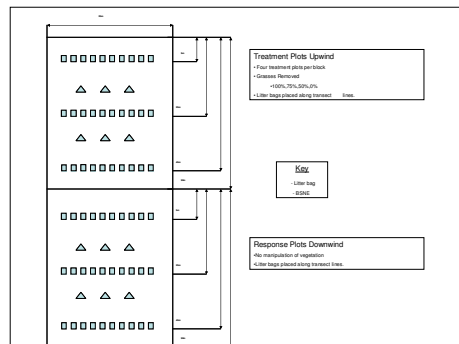 Treatment Plots Upwind
• Four treatment plots per block
• Grasses Removed
•100%,75%,50%,0%
• Litter bags placed along transect lines.
Key
- Litter bag
- BSNE
Response Plots Downwind
•No manipulation of vegetation
•Litter bags placed along transect lines.